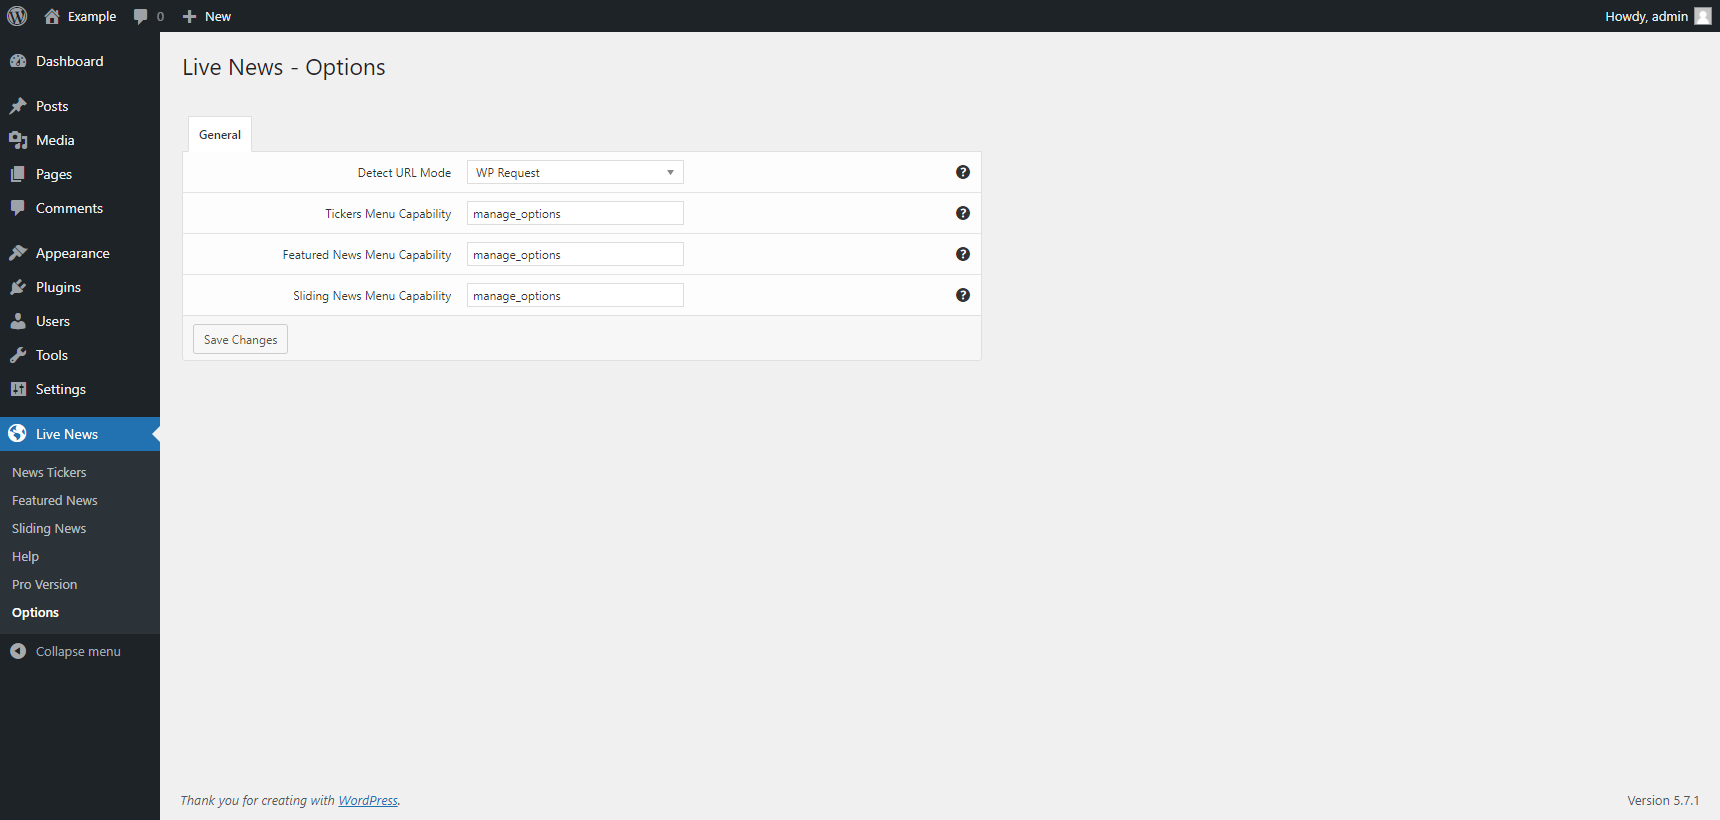 Example 0 New Howdy, admin
Dashboard
Posts
Media
Pages
Comments
Appearance
Plugins
Users
Tools
Settings
Live News
News Tickers
Featured News
Sliding News
Help
Pro Version
Options
Collapse menu
Live News - Options
General
Detect URL Mode WP Request
Tickers Menu Capability manage_options
Featured News Menu Capability manage_options
Sliding News Menu Capability manage_options
Save Changes
Thank you for creating with WordPress. Version 5.7.1